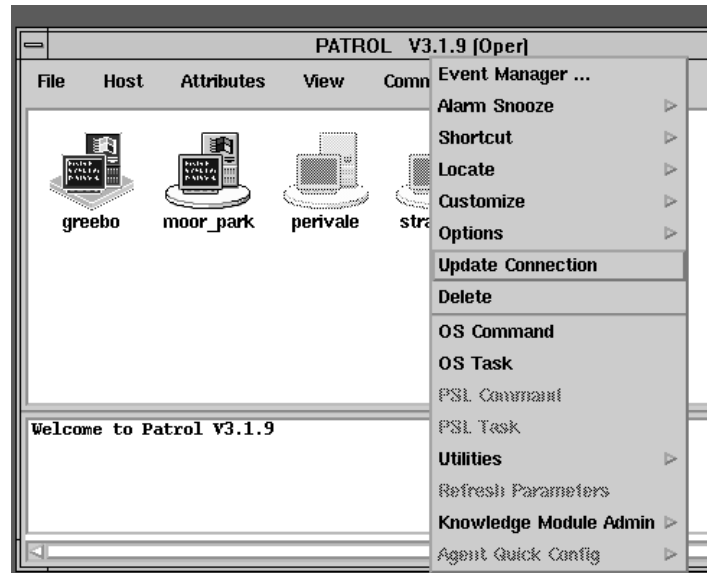 PATROL V3.1.9 (Oper)
File Host Attributes View Comm
greebo moor_park perivale stra
Event Manager ...
Alarm Snooze
Shortcut
Locate
Customize
Options
Update Connection
Delete
OS Command
OS Task
PSL Command
PSL Task
Utilities
Refresh Parameters
Knowledge Module Admin
Agent Quick Config
Welcome to Patrol V3.1.9